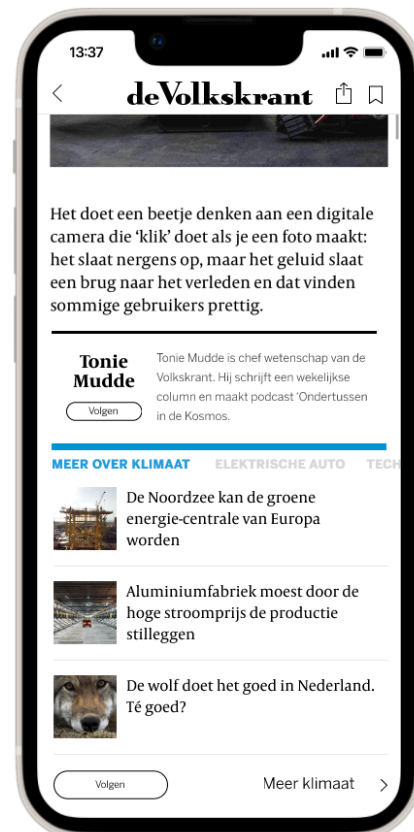 13:37
deVolkskrant
Het doet een beetje denken aan een digitale
camera die ‘klik’ doet als je een foto maakt:
het slaat nergens op, maar het geluid slaat
een brug naar het verleden en dat vinden
sommige gebruikers prettig.
Tonie
Mudde
Volgen
Tonie Mudde is chef wetenschap van de
Volkskrant. Hij schrijft een wekelijkse
column en maakt podcast ‘Ondertussen
in de Kosmos.
MEER OVER KLIMAAT ELEKTRISCHE AUTO TECH
De Noordzee kan de groene
energie-centrale van Europa
worden
Aluminiumfabriek moest door de
hoge stroomprijs de productie
stilleggen
De wolf doet het goed in Nederland.
Té goed?
Volgen
Meer klimaat